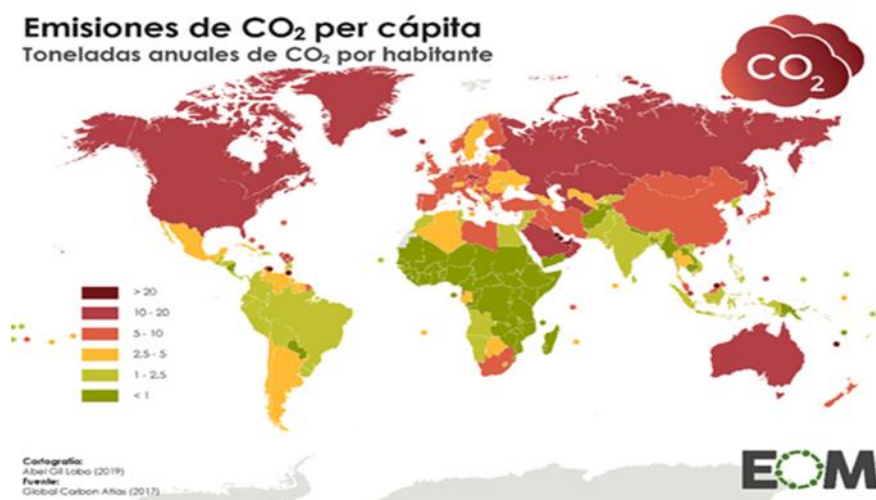 Emisiones de CO₂ per cápita
Toneladas anuales de CO₂ por habitante
CO₂
> 20
10 - 20
5 - 10
2.5 - 5
1 - 2,5
< 1
Cartografía:
Abel Gil Lobo (2019)
Fuente:
Global Carbon Atlas (2017)
EOM